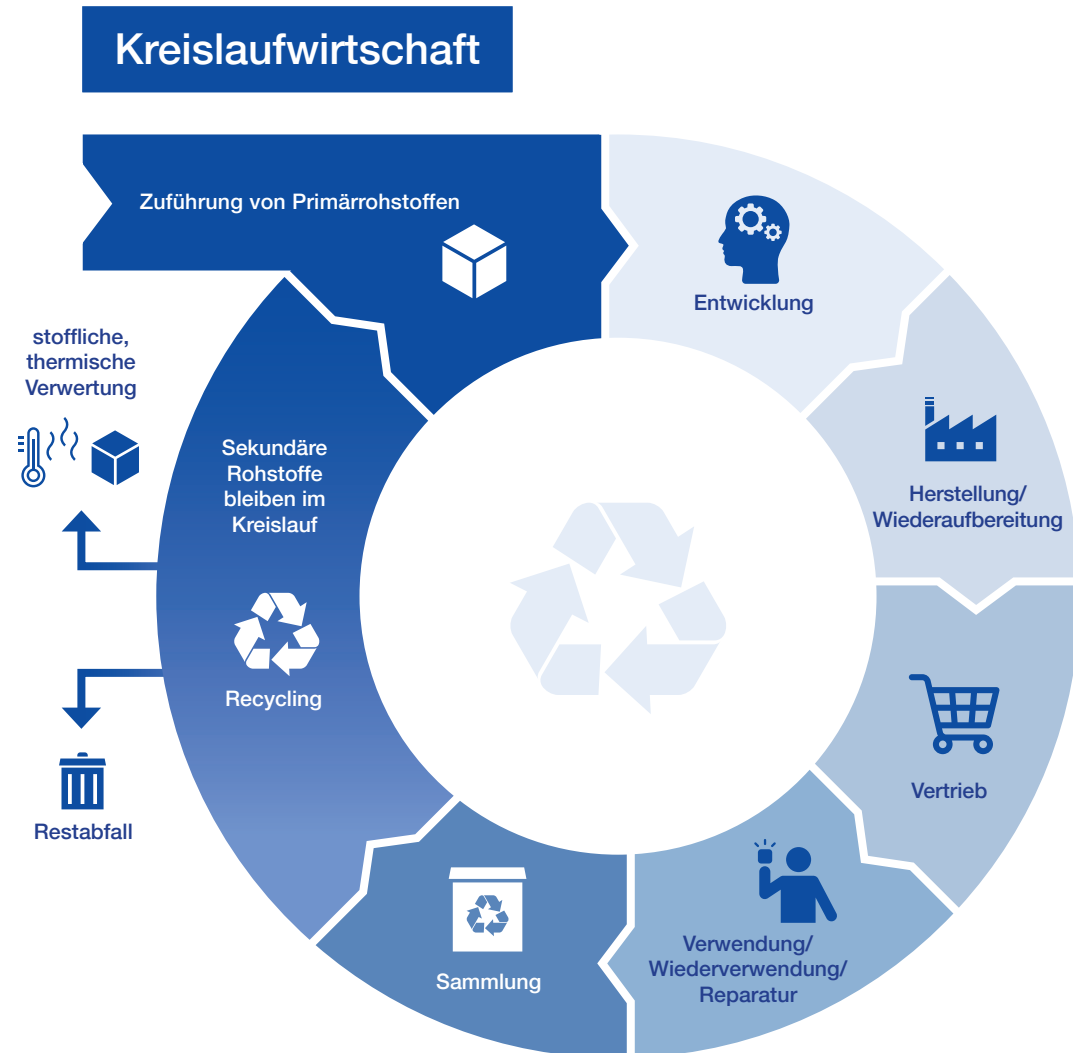 Kreislaufwirtschaft
Zuführung von Primärrohstoffen
Entwicklung
Herstellung/
Wiederaufbereitung
Vertrieb
Verwendung/
Wiederverwendung/
Reparatur
Sammlung
Sekundäre
Rohstoffe
bleiben im
Kreislauf
Recycling
stoffliche,
thermische
Verwertung
Restabfall